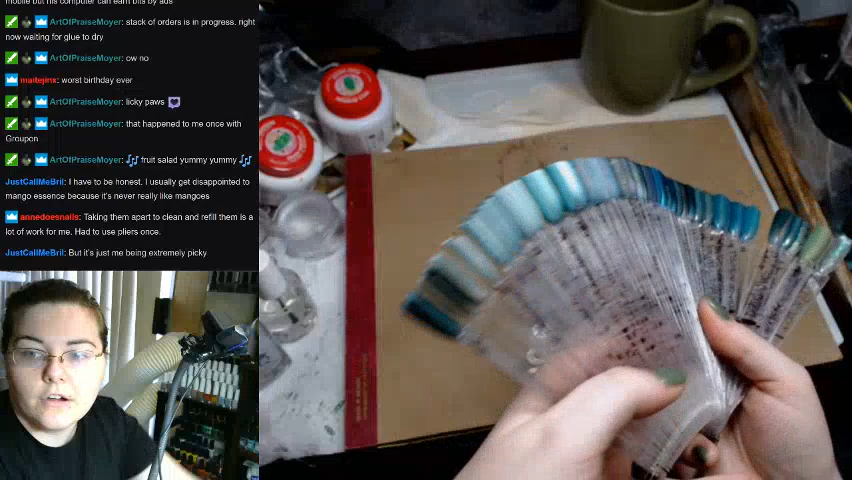 mobile but his computer can earn bits by ads
ArtOfPraiseMoyer: stack of orders is in progress. right
now waiting for glue to dry
ArtOfPraiseMoyer: ow no
maitejinx: worst birthday ever
ArtOfPraiseMoyer: licky paws
ArtOfPraiseMoyer: that happened to me once with
Groupon
ArtOfPraiseMoyer: 🎶 fruit salad yummy yummy 🎶
JustCallMeBril: I have to be honest. I usually get disappointed to
mango essence because it's never really like mangoes
annedoesnails: Taking them apart to clean and refill them is a
lot of work for me. Had to use pliers once.
JustCallMeBril: But it's just me being extremely picky